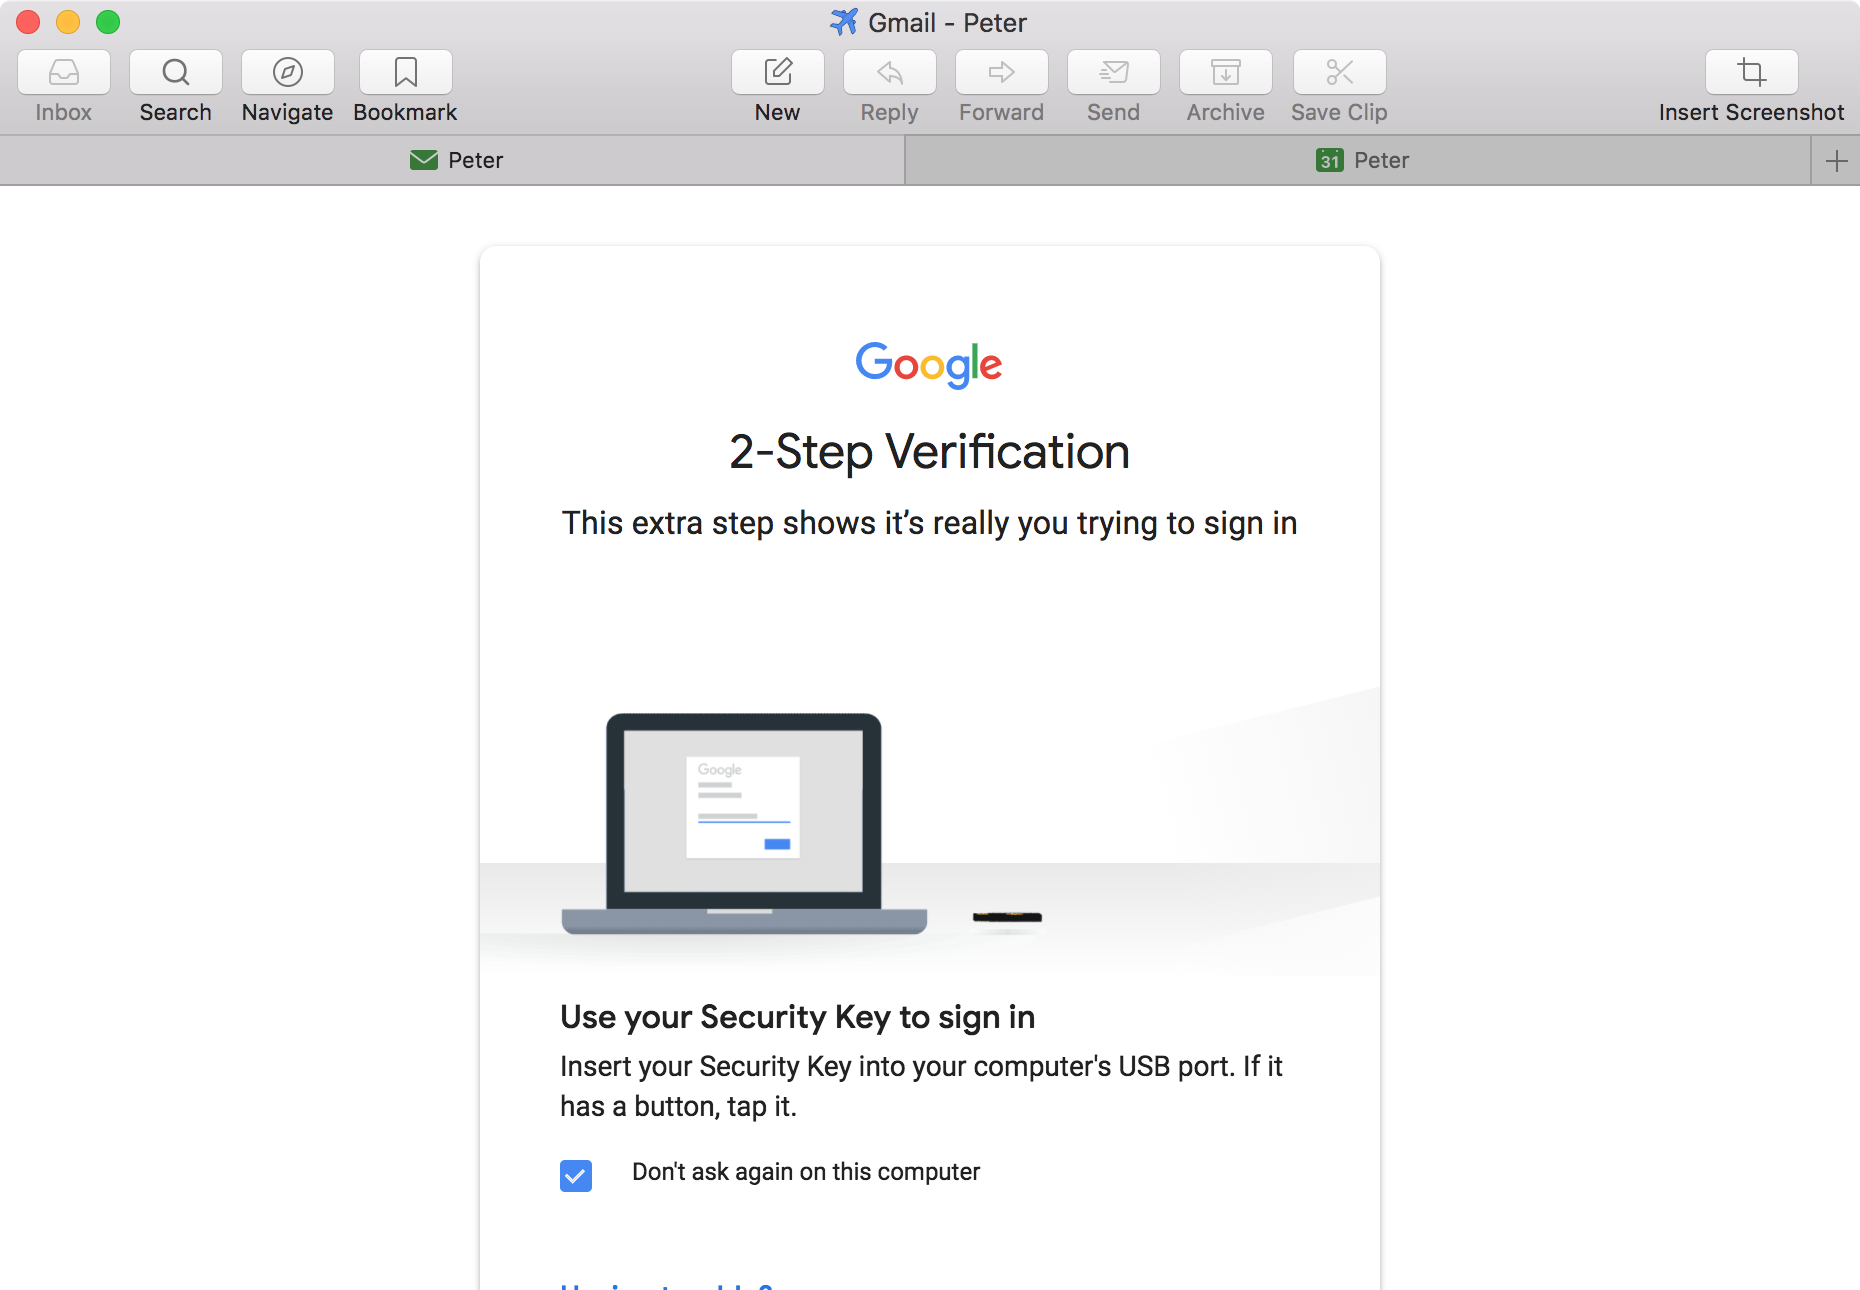 Gmail - Peter
Inbox
Search
Navigate
Bookmark
New
Reply
Forward
Send
Archive
Save Clip
Insert Screenshot
Peter
31 Peter
Google
2-Step Verification
This extra step shows it’s really you trying to sign in
Google
Use your Security Key to sign in
Insert your Security Key into your computer's USB port. If it
has a button, tap it.
Don't ask again on this computer